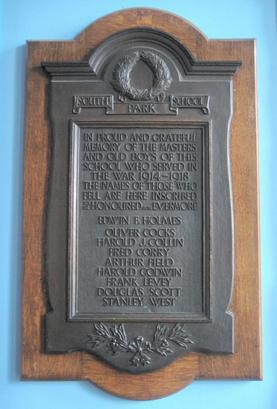 SOUTH PARK SCHOOL
IN PROUD AND GRATEFUL
MEMORY OF THE MASTERS
AND OLD BOYS OF THIS
SCHOOL WHO SERVED IN
THE WAR 1914-1918
THE NAMES OF THOSE WHO
FELL ARE HERE INSCRIBED
& HONOURED.....EVERMORE
EDWIN F. HOLMES
OLIVER COCKS
HAROLD J. COLLIN
FRED CORRY
ARTHUR FIELD
HAROLD GODWIN
FRANK LEVEY
DOUGLAS SCOTT
STANLEY WEST